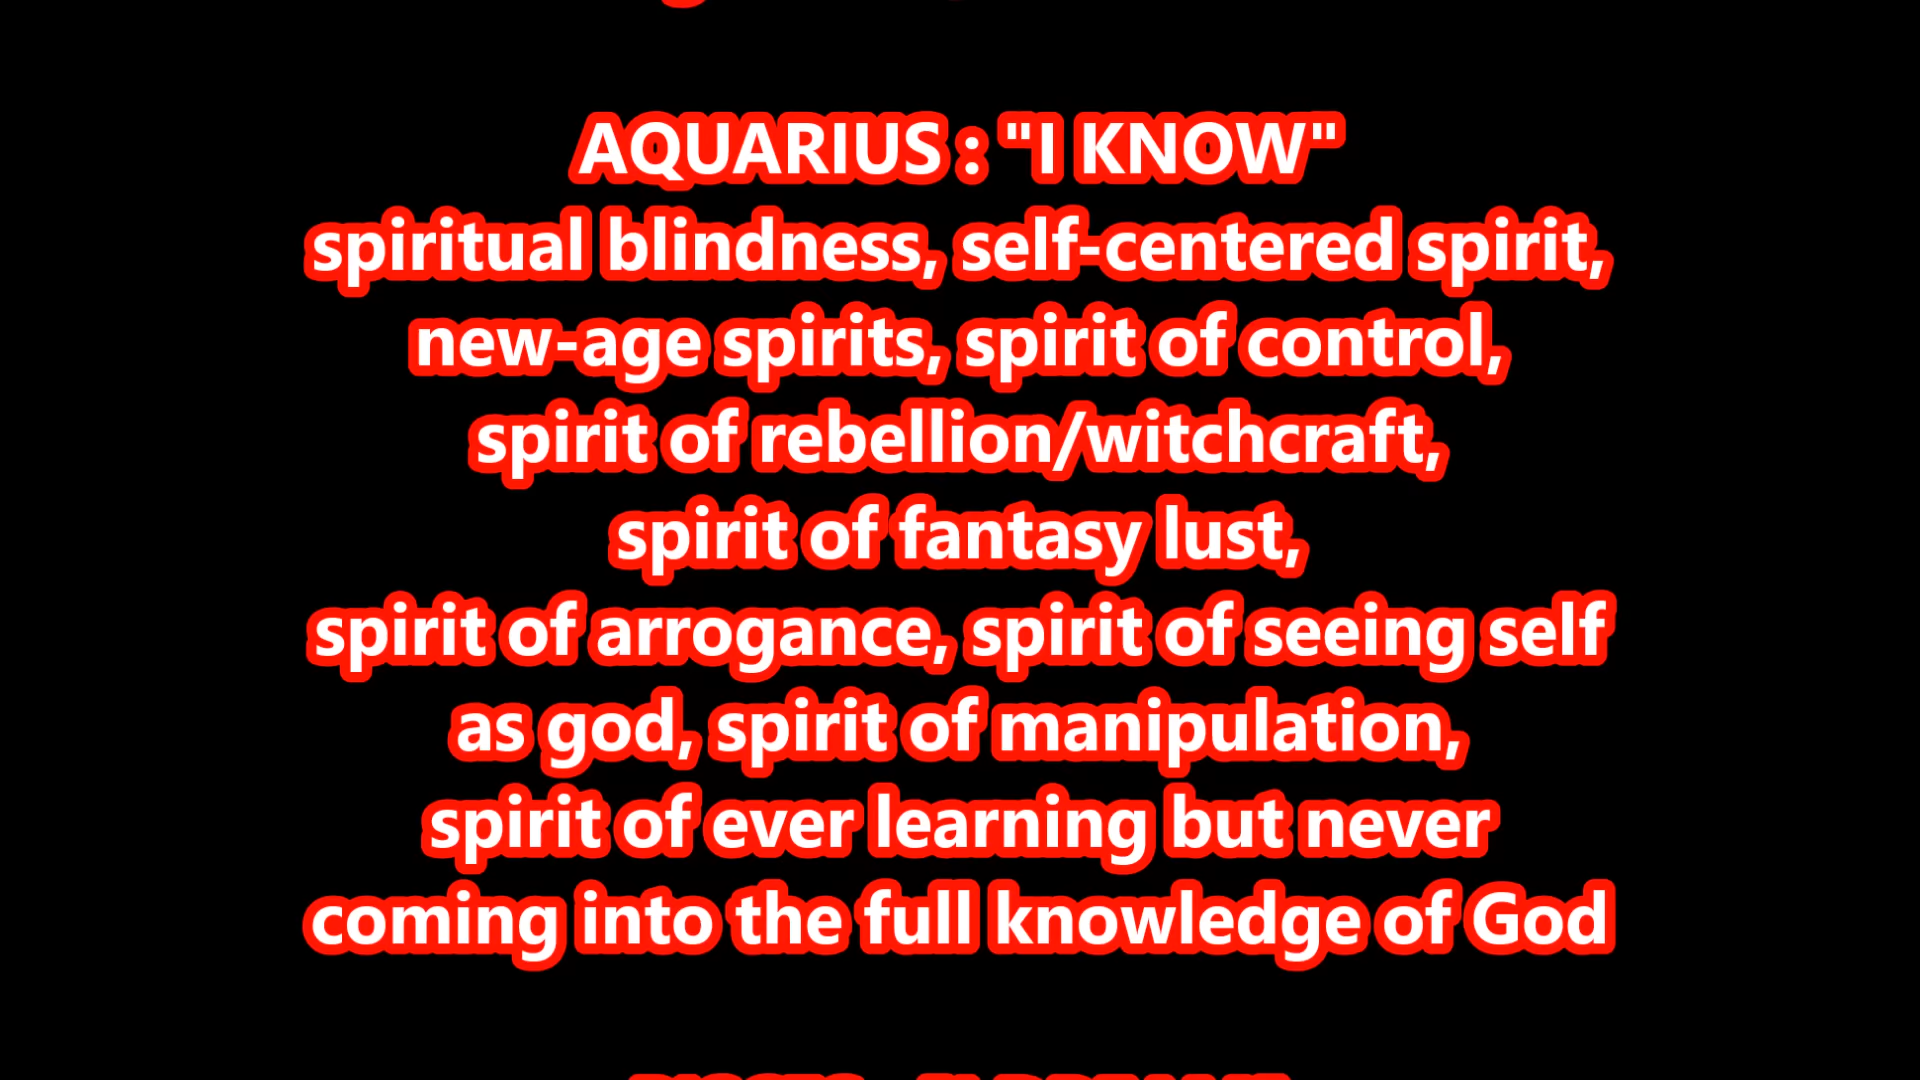 AQUARIUS : "I KNOW"
spiritual blindness, self-centered spirit,
new-age spirits, spirit of control,
spirit of rebellion/witchcraft,
spirit of fantasy lust,
spirit of arrogance, spirit of seeing self
as god, spirit of manipulation,
spirit of ever learning but never
coming into the full knowledge of God